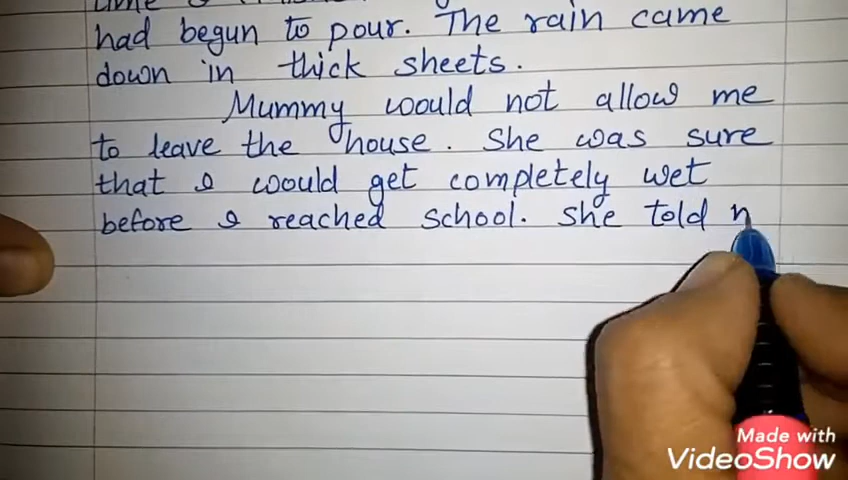 had begun to pour. The rain came
down in thick sheets.
Mummy would not allow me
to leave the house. She was sure
that I would get completely wet
before I reached school. She told
Made with
VideoShow